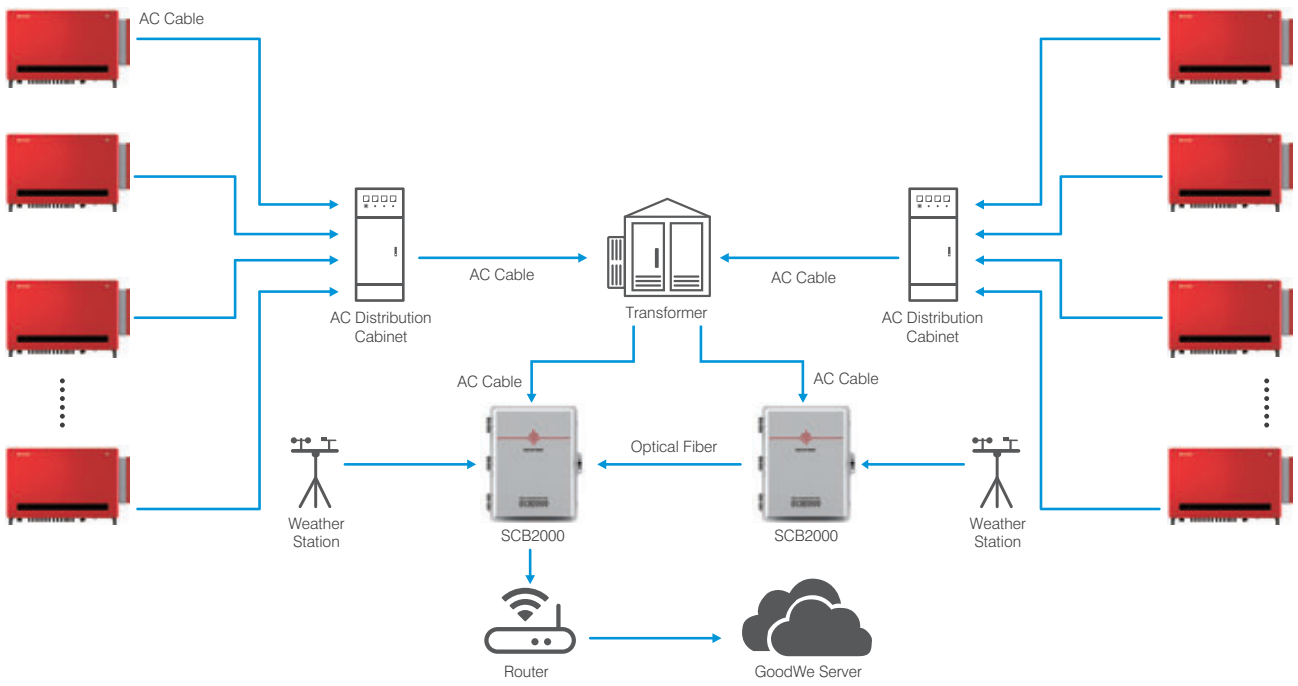 AC Cable
AC Cable
AC Cable
AC Distribution
Cabinet
Transformer
AC Distribution
Cabinet
AC Cable
AC Cable
Optical Fiber
Weather
Station
SCB2000
SCB2000
Weather
Station
Router
GoodWe Server